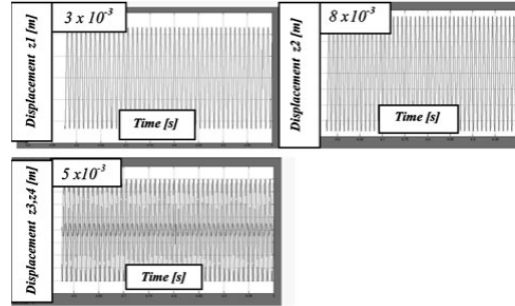 3 x 10⁻³
Displacement z1 [m]
Time [s]
8 x 10⁻³
Displacement z2 [m]
Time [s]
5 x10⁻³
Displacement z3,z4 [m]
Time [s]